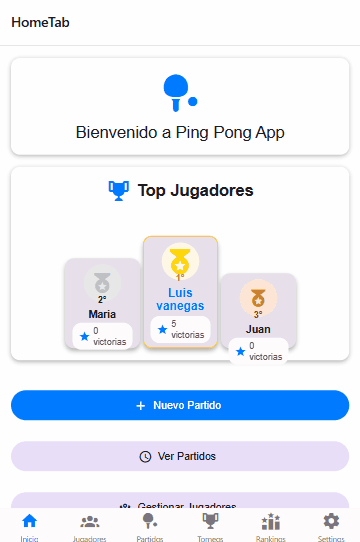 HomeTab
Bienvenido a Ping Pong App
Top Jugadores
1°
Luis
vanegas
5
victorias
2°
Maria
0
victorias
3°
Juan
0
victorias
Nuevo Partido
Ver Partidos
Gestionar Jugadores
Inicio
Jugadores
Partidos
Torneos
Rankings
Settings